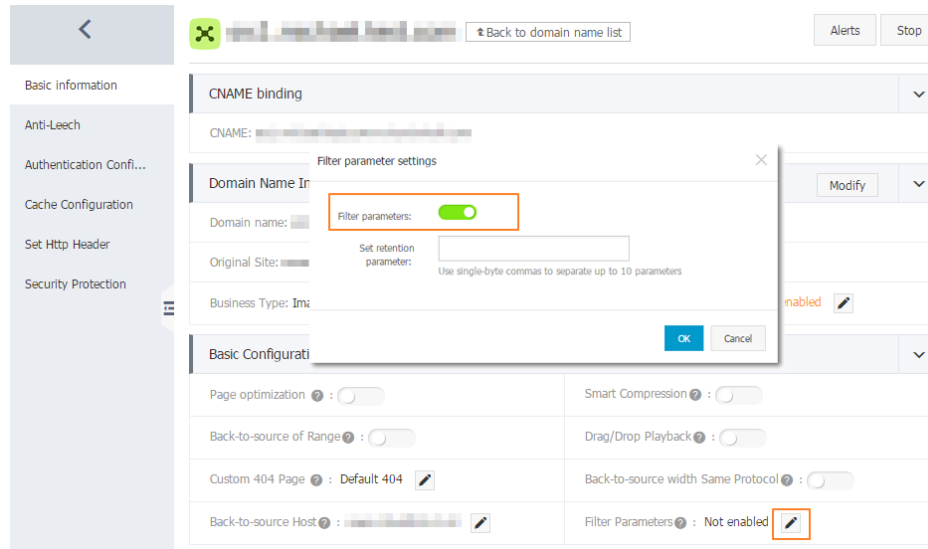 Back to domain name list
Alerts
Stop
Basic information
Anti-Leech
Authentication Confi...
Cache Configuration
Set Http Header
Security Protection
CNAME binding
CNAME:
Filter parameter settings
Filter parameters:
Set retention
parameter:
Use single-byte commas to separate up to 10 parameters
OK
Cancel
Domain Name In
Modify
Domain name:
Original Site:
Business Type: Ima
enabled
Basic Configurati
Page optimization ? :
Smart Compression ? :
Back-to-source of Range ? :
Drag/Drop Playback ? :
Custom 404 Page ? : Default 404
Back-to-source width Same Protocol ? :
Back-to-source Host ? :
Filter Parameters ? : Not enabled